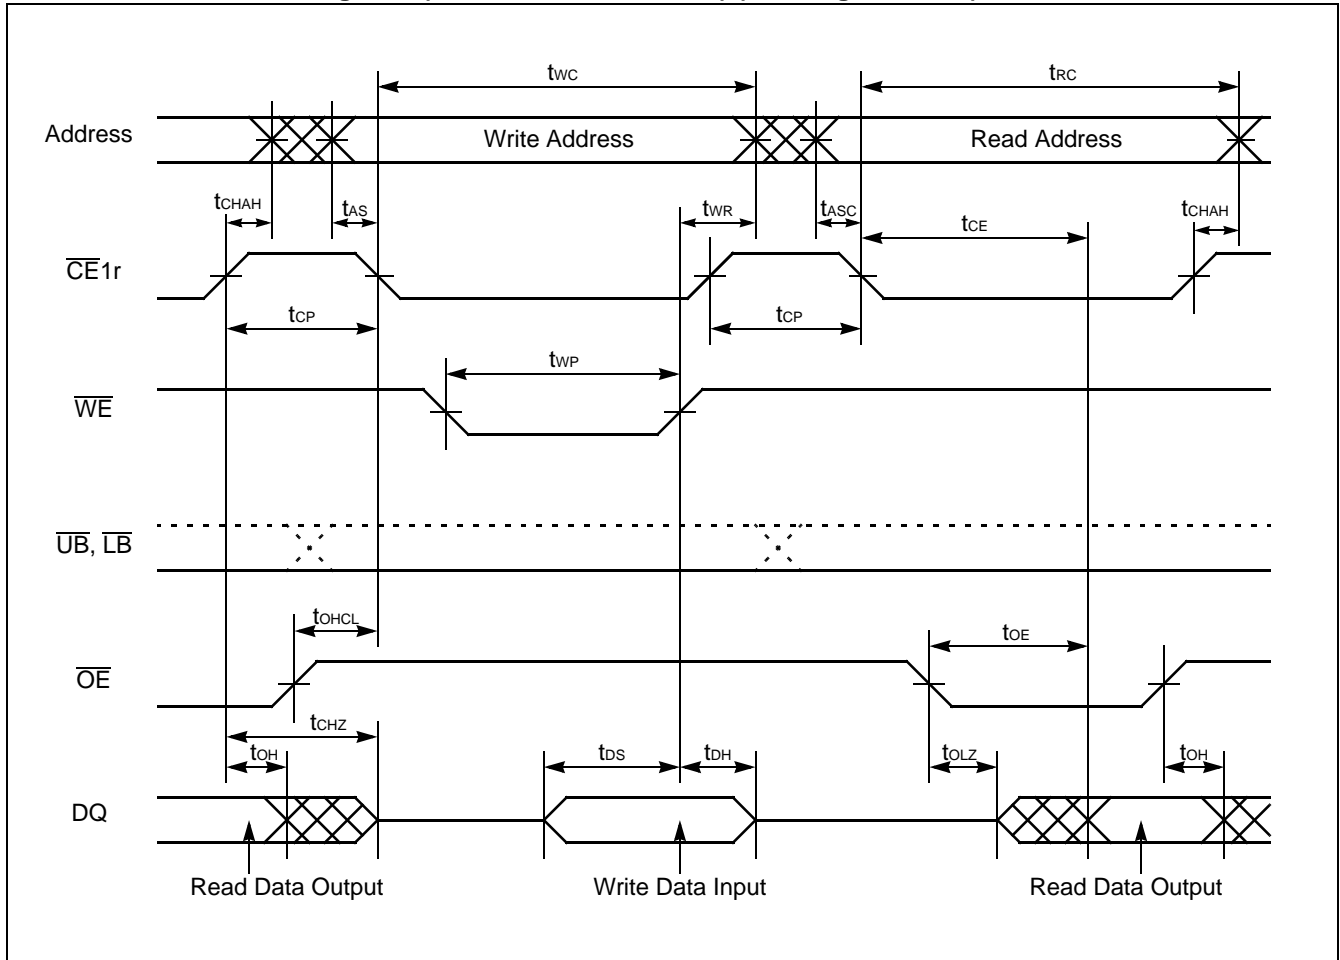 tWC
tRC
Address
Write Address
Read Address
tCHAH
tAS
tWR
tASC
tCE
tCHAH
CE1r
tCP
tCP
tWP
WE
UB, LB
tOHCL
tOE
OE
tCHZ
tOH
tDS
tDH
tOLZ
tOH
DQ
Read Data Output
Write Data Input
Read Data Output